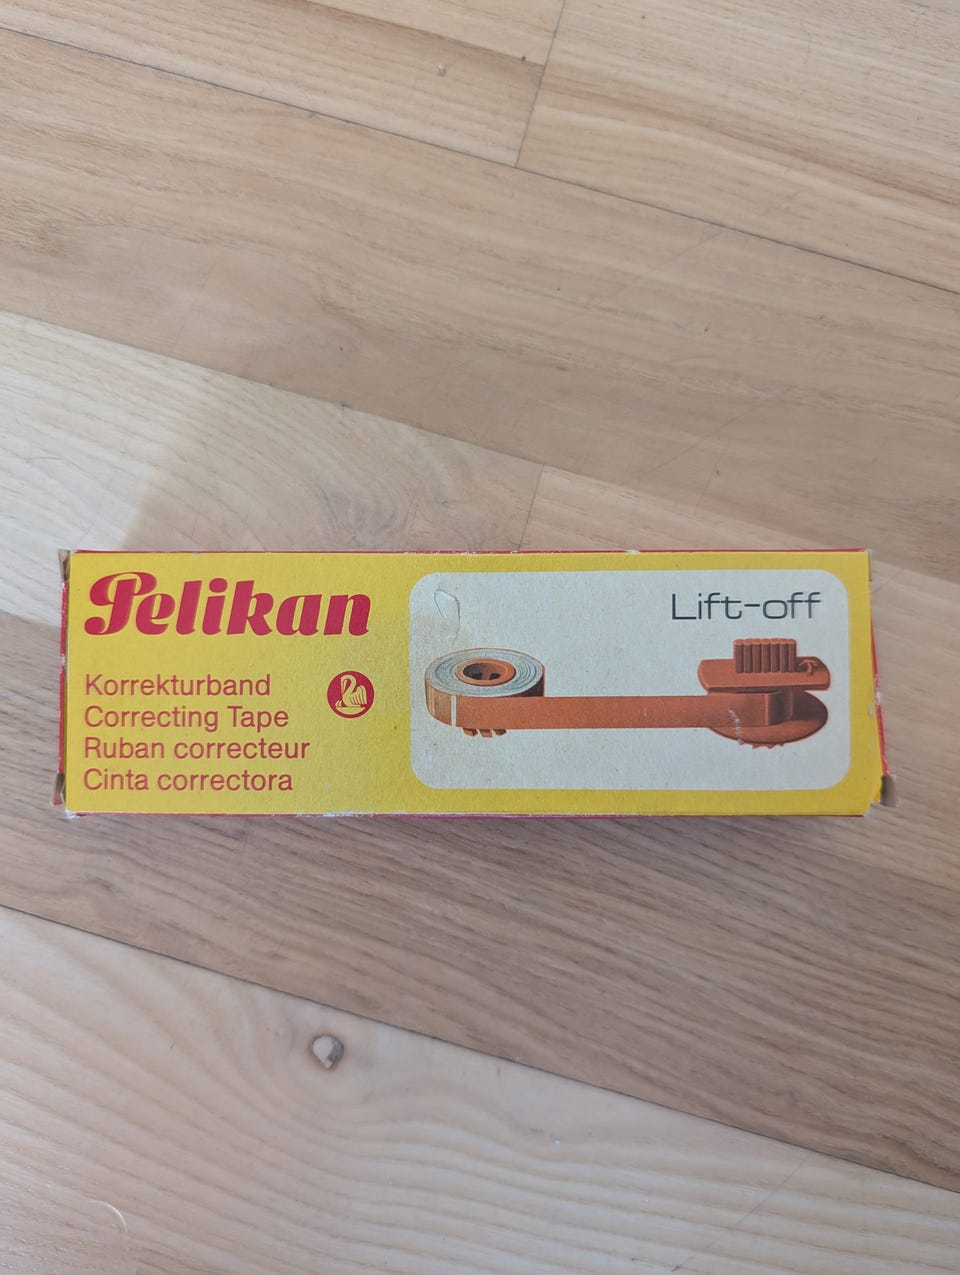 Pelikan
Korrekturband
Correcting Tape
Ruban correcteur
Cinta correctora
Lift-off